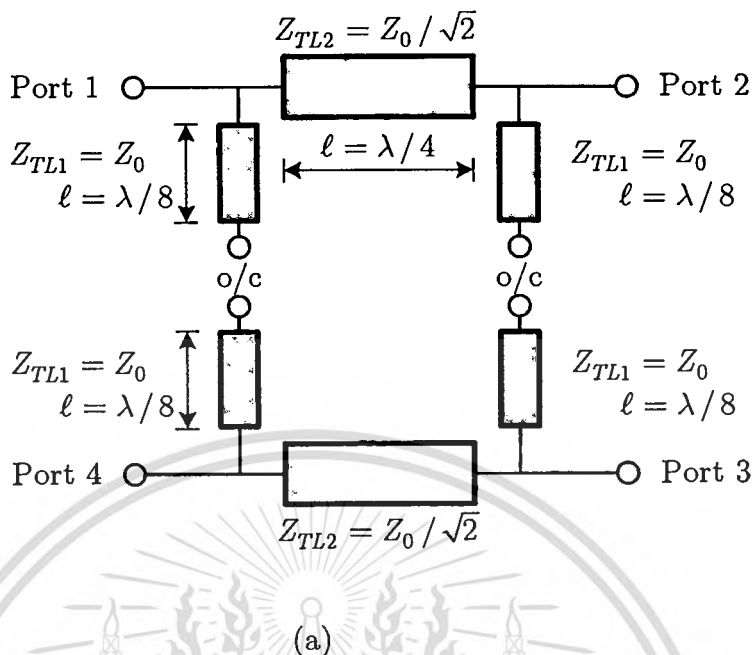 Z_{TL2} = Z_0 / √2
Port 1
Port 2
Z_{TL1} = Z_0
ℓ = λ/8
ℓ = λ/4
Z_{TL1} = Z_0
ℓ = λ/8
o/c
o/c
Z_{TL1} = Z_0
ℓ = λ/8
Z_{TL1} = Z_0
ℓ = λ/8
Port 4
Port 3
Z_{TL2} = Z_0 / √2
(a)